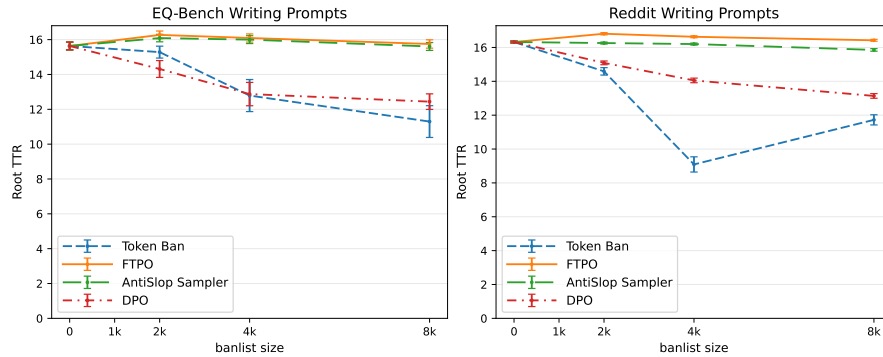 EQ-Bench Writing Prompts
Root TTR
16
14
12
10
8
6
4
2
0
0 1k 2k 4k 8k
banlist size
Token Ban
FTPO
AntiSlop Sampler
DPO
Reddit Writing Prompts
Root TTR
16
14
12
10
8
6
4
2
0
0 1k 2k 4k 8k
banlist size
Token Ban
FTPO
AntiSlop Sampler
DPO